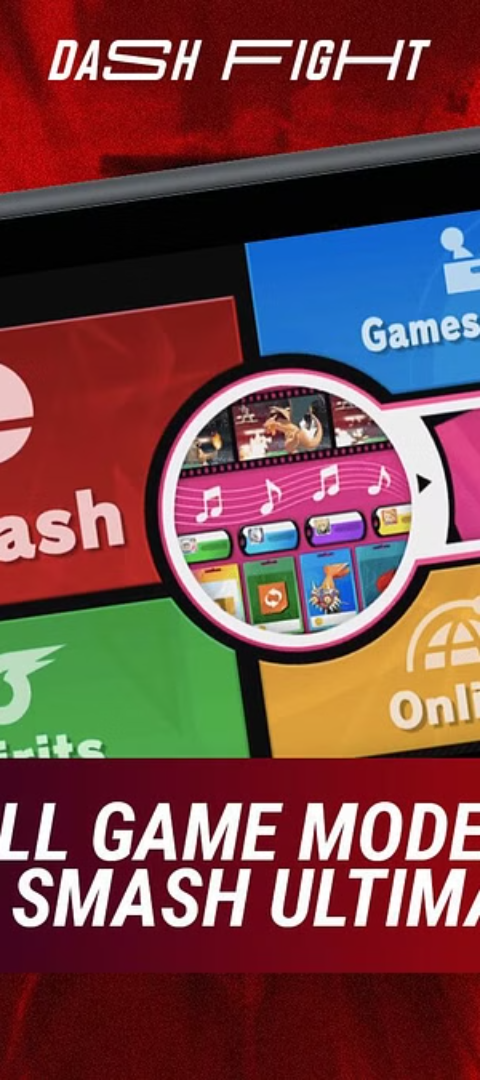 DASH FIGHT
Games
ash
irits
Onli
LL GAME MODE
SMASH ULTIMA